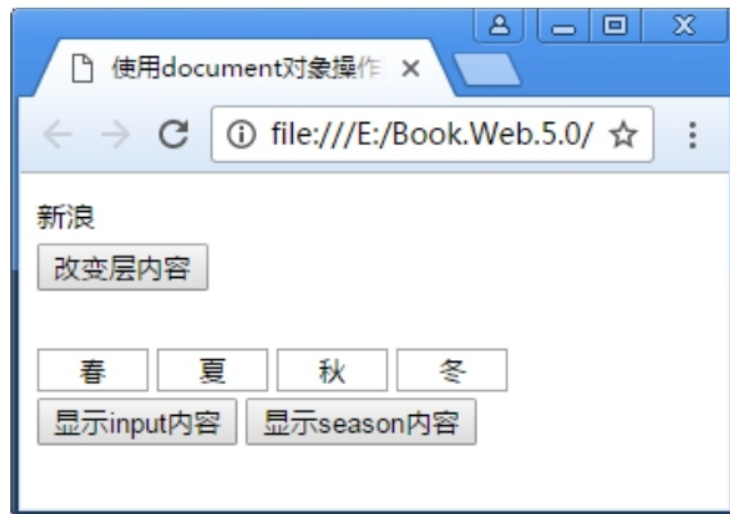 使用document对象操作
file:///E:/Book.Web.5.0/
新浪
改变层内容
春 夏 秋 冬
显示input内容 显示season内容